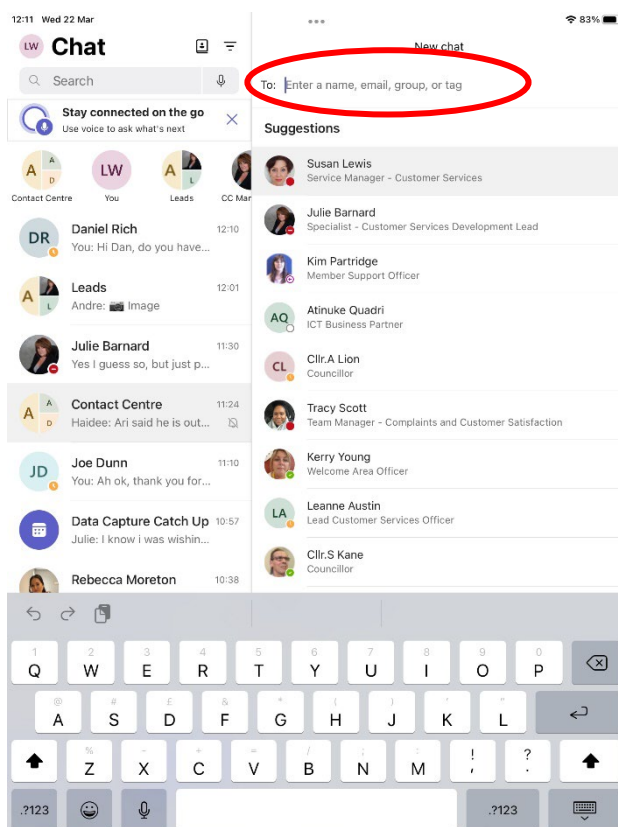 12:11 Wed 22 Mar
83%
LW Chat
Search
Stay connected on the go
Use voice to ask what's next
A A D
LW
A L
Contact Centre You Leads CC Mar
DR Daniel Rich 12:10
You: Hi Dan, do you have...
A L Leads 12:01
Andre: 📷 Image
Julie Barnard 11:30
Yes I guess so, but just p...
A A D Contact Centre 11:24
Haidee: Ari said he is out...
JD Joe Dunn 11:10
You: Ah ok, thank you for...
Data Capture Catch Up 10:57
Julie: I know i was wishin...
Rebecca Moreton 10:38
New chat
To: Enter a name, email, group, or tag
Suggestions
Susan Lewis
Service Manager - Customer Services
Julie Barnard
Specialist - Customer Services Development Lead
Kim Partridge
Member Support Officer
AQ Atinuke Quadri
ICT Business Partner
CL Cllr.A Lion
Councillor
Tracy Scott
Team Manager - Complaints and Customer Satisfaction
Kerry Young
Welcome Area Officer
LA Leanne Austin
Lead Customer Services Officer
Cllr.S Kane
Councillor
1 2 3 4 5 6 7 8 9 0
Q W E R T Y U I O P
@ # £ & * ( ) ' "
A S D F G H J K L
% - + = / ; : ! ?
Z X C V B N M , .
.?123 .?123